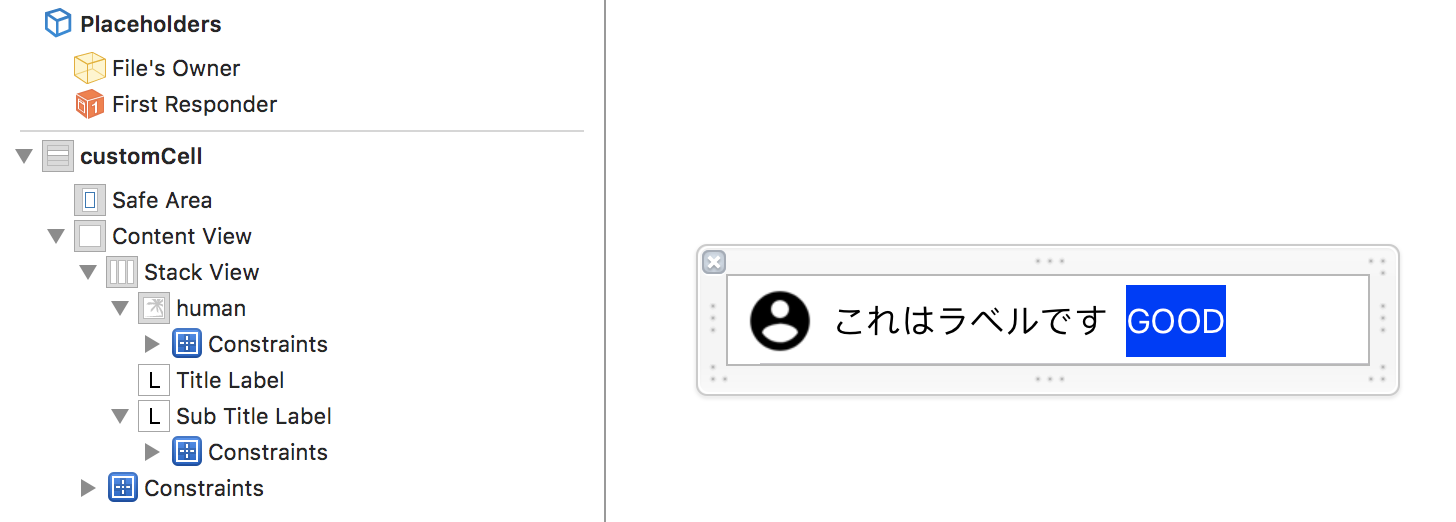 Placeholders
File's Owner
First Responder
customCell
Safe Area
Content View
Stack View
human
Constraints
L Title Label
L Sub Title Label
Constraints
Constraints
これはラベルです GOOD